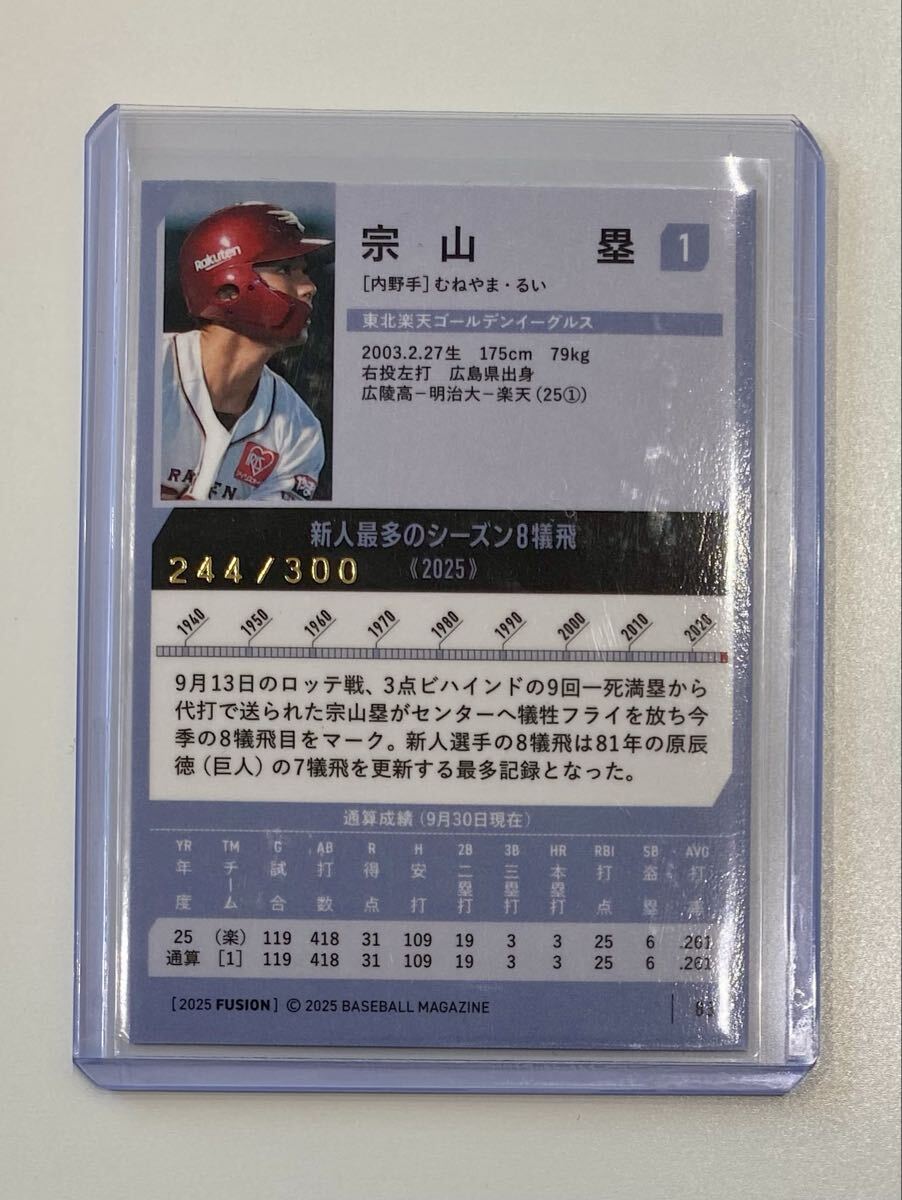 Rakuten
宗山 塁 1
[内野手]むねやま・るい
東北楽天ゴールデンイーグルス
2003.2.27生 175cm 79kg
右投左打 広島県出身
広陵高−明治大−楽天(25①)
新人最多のシーズン8犠飛
244/300 《2025》
1940 1950 1960 1970 1980 1990 2000 2010 2020
9月13日のロッテ戦、3点ビハインドの9回一死満塁から
代打で送られた宗山塁がセンターへ犠牲フライを放ち今
季の8犠飛目をマーク。新人選手の8犠飛は81年の原辰
徳(巨人)の7犠飛を更新する最多記録となった。
通算成績(9月30日現在)
YR TM G AB R H 2B 3B HR RBI SB AVG
年度 チーム 試合 打数 得点 安打 二塁打 三塁打 本塁打 打点 盗塁 打率
25 (楽) 119 418 31 109 19 3 3 25 6 .261
通算 [1] 119 418 31 109 19 3 3 25 6 .261
[2025 FUSION] © 2025 BASEBALL MAGAZINE